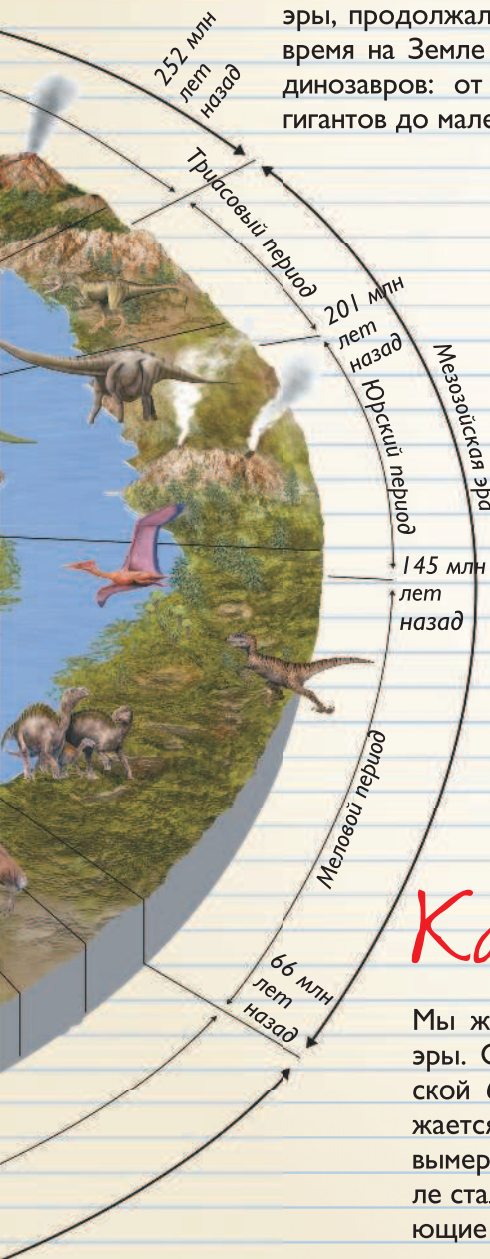 эры, продолжал
время на Земле
динозавров: от
гигантов до мале
252 млн
лет
назад
Триасовый период
201 млн
лет
назад
Юрский период
Мезозойская эра
145 млн
лет
назад
Меловой период
66 млн
лет
назад
Ка
Мы ж
эры. С
ской б
жается
вымер
ле ста
ющие